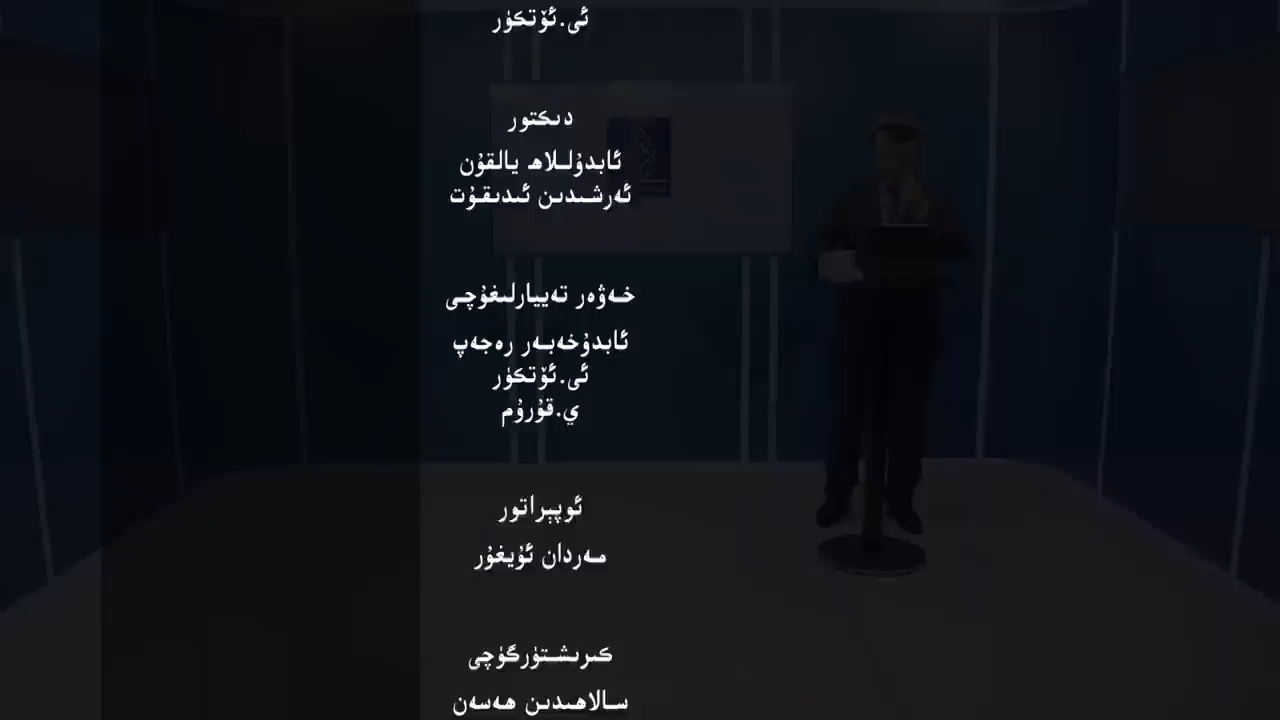 ئى.ئۆتكۈر
دىكتور
ئابدۇللاھ يالقۇن
ئەرشىدىن ئىدىقۇت
خەۋەر تەييارلىغۇچى
ئابدۇخەبەر رەجەپ
ئى.ئۆتكۈر
ي.قۇرۇم
ئوپېراتور
مەردان ئۇيغۇر
كىرىشتۈرگۈچى
سالاھىدىن ھەسەن